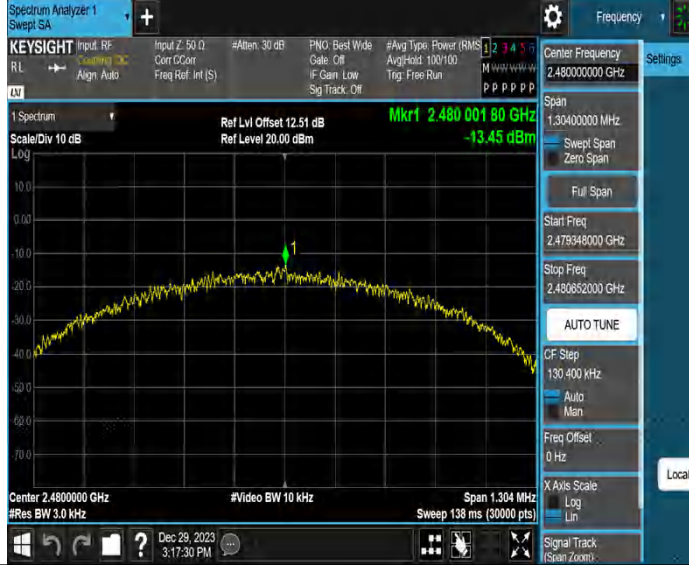 Spectrum Analyzer 1
Swept SA
+
Frequency
KEYSIGHT
RL
Input: RF
Coupling: DC
Align: Auto
Input Z: 50 Ω
Corr CCorr
Freq Ref: Int (S)
#Atten: 30 dB
PNO: Best Wide
Gate: Off
IF Gain: Low
Sig Track: Off
#Avg Type: Power (RMS
Avg|Hold: 100/100
Trig: Free Run
1 2 3 4 5 6
M W W W W W
P P P P P P
1 Spectrum
Scale/Div 10 dB
Log
Ref Lvl Offset 12.51 dB
Ref Level 20.00 dBm
Mkr1 2.480 001 80 GHz
-13.45 dBm
10.0
0.00
-10.0
-20.0
-30.0
-40.0
-50.0
-60.0
-70.0
1
Center 2.4800000 GHz
#Res BW 3.0 kHz
#Video BW 10 kHz
Span 1.304 MHz
Sweep 138 ms (30000 pts)
?
Dec 29, 2023
3:17:30 PM
Center Frequency
2.480000000 GHz
Span
1.30400000 MHz
Swept Span
Zero Span
Full Span
Start Freq
2.479348000 GHz
Stop Freq
2.480652000 GHz
AUTO TUNE
CF Step
130.400 kHz
Auto
Man
Freq Offset
0 Hz
X Axis Scale
Log
Lin
Signal Track
(Span Zoom)
Settings
Local